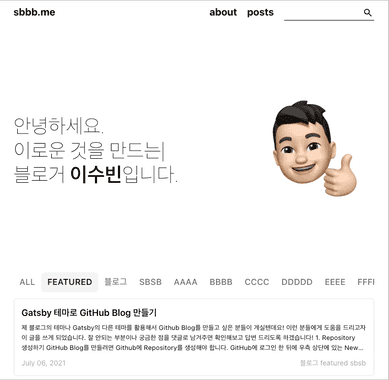 sbbb.me
about posts
안녕하세요.
이로운 것을 만드는|
블로거 이수빈입니다.
ALL FEATURED 블로그 SBSB AAAA BBBB CCCC DDDDD EEEE FFFF
Gatsby 테마로 GitHub Blog 만들기
제 블로그의 테마나 Gatsby의 다른 테마를 활용해서 Github Blog를 만들고 싶은 분들이 계실텐데요! 이런 분들에게 도움을 드리고자
이 글을 쓰게 되었습니다. 잘 안되는 부분이나 궁금한 점을 댓글로 남겨주면 확인해보고 답변 드리도록 하겠습니다! 1. Repository
생성하기 GitHub Blog를 만들려면 Github에 Repository를 생성해야 합니다. GitHub에 로그인 한 뒤에 우측 상단에 있는 New...
July 06, 2021
블로그 featured sbsb